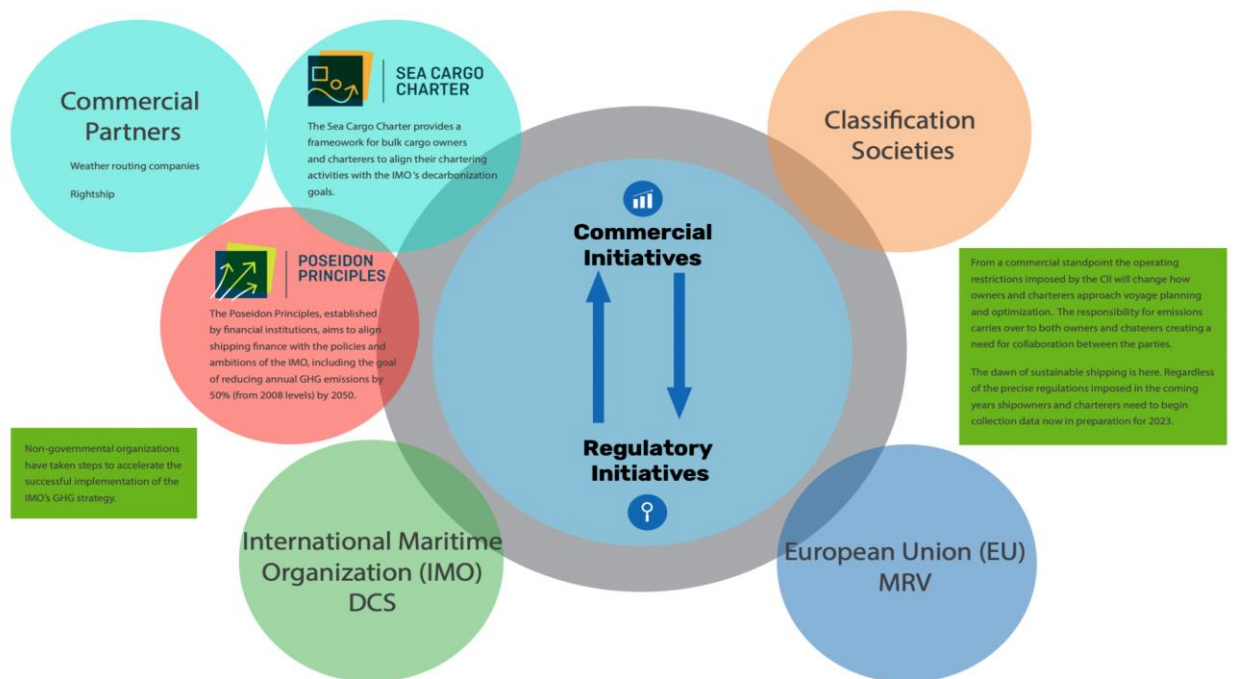 Commercial
Partners
Weather routing companies
Rightship
SEA CARGO
CHARTER
The Sea Cargo Charter provides a
frameowork for bulk cargo owners
and charterers to align their chartering
activities with the IMO's decarbonization
goals.
POSEIDON
PRINCIPLES
The Poseidon Principles, established
by financial institutions, aims to align
shipping finance with the policies and
ambitions of the IMO, including the goal
of reducing annual GHG emissions by
50% (from 2008 levels) by 2050.
Non-governmental organizations
have taken steps to accelerate the
successful implementation of the
IMO's GHG strategy.
International Maritime
Organization (IMO)
DCS
Commercial
Initiatives
Regulatory
Initiatives
Classification
Societies
From a commercial standpoint the operating
restrictions imposed by the CII will change how
owners and charterers approach voyage planning
and optimization. The responsibility for emissions
carries over to both owners and chaterers creating a
need for collaboration between the parties.
The dawn of sustainable shipping is here. Regardless
of the precise regulations imposed in the coming
years shipowners and charterers need to begin
collection data now in preparation for 2023.
European Union (EU)
MRV